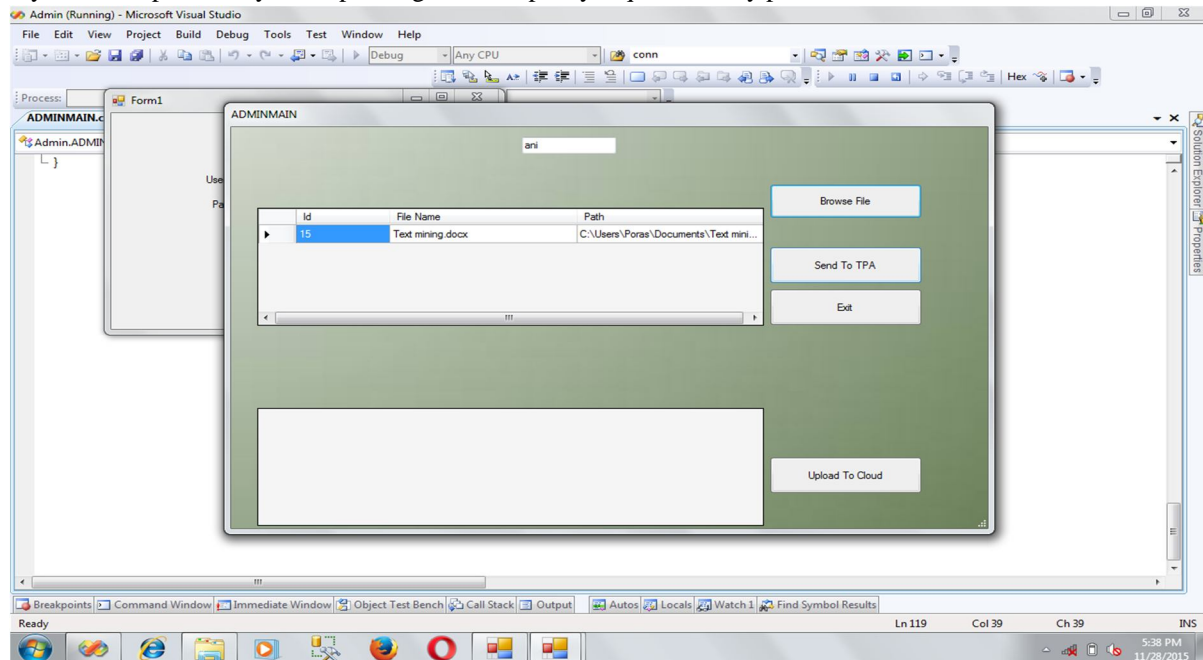 Admin (Running) - Microsoft Visual Studio
File Edit View Project Build Debug Tools Test Window Help
Debug Any CPU conn
Hex
Process:
Form1
ADMINMAIN.c
ADMINMAIN
Admin.ADMIN
ani
}
Use
Pa
Browse File
Id File Name Path
15 Text mining.docx C:\Users\Poras\Documents\Text mini...
Send To TPA
Exit
Upload To Cloud
Solution Explorer
Properties
Breakpoints Command Window Immediate Window Object Test Bench Call Stack Output Autos Locals Watch 1 Find Symbol Results
Ready Ln 119 Col 39 Ch 39 INS
5:38 PM
11/28/2015